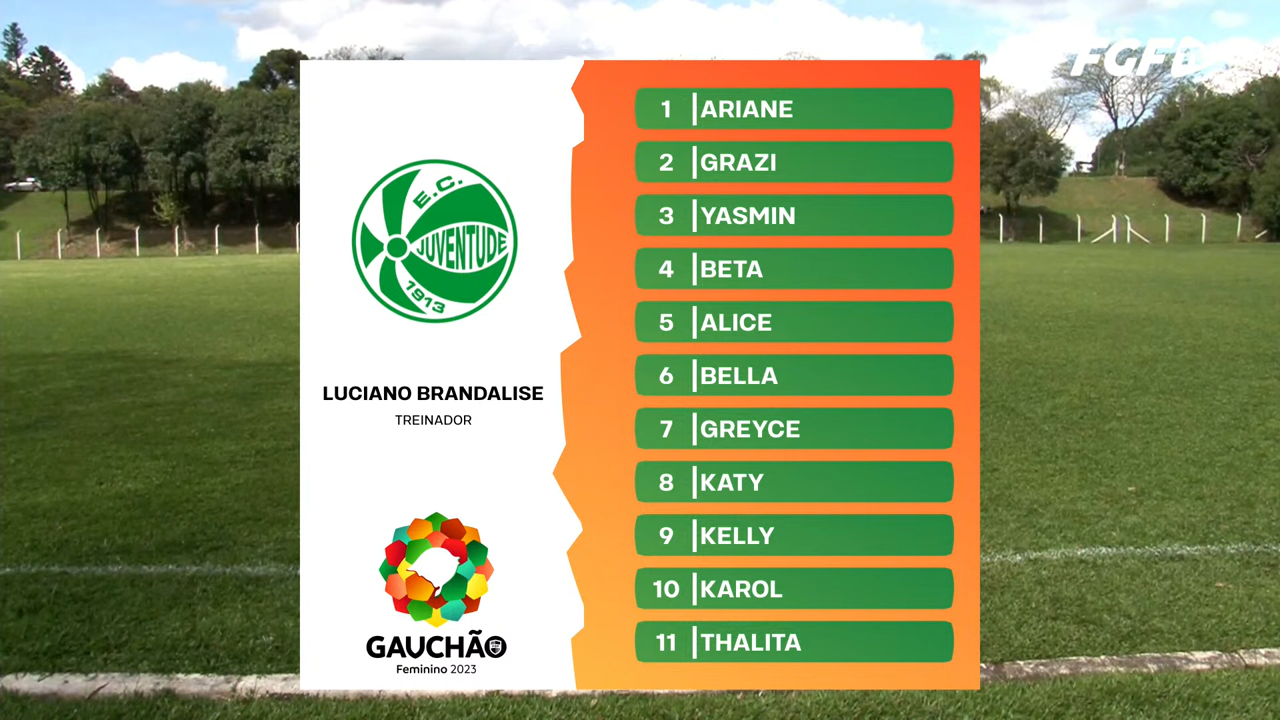 FGF
E.C.
JUVENTUDE
1913
LUCIANO BRANDALISE
TREINADOR
GAUCHÃO
Feminino 2023
1 ARIANE
2 GRAZI
3 YASMIN
4 BETA
5 ALICE
6 BELLA
7 GREYCE
8 KATY
9 KELLY
10 KAROL
11 THALITA